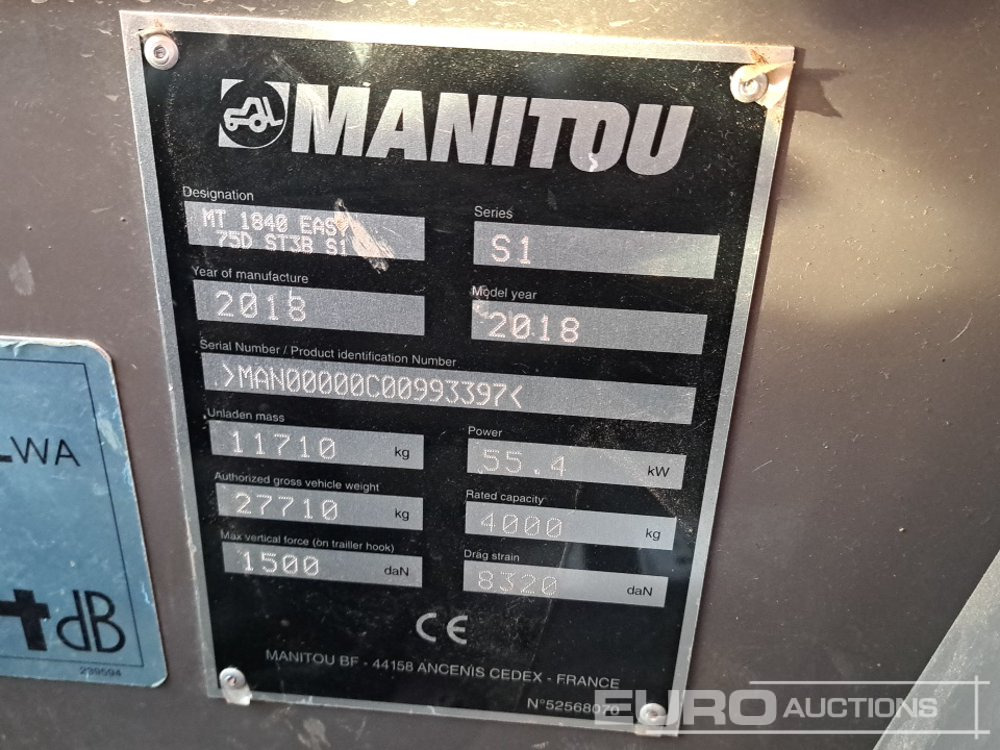 MANITOU
Designation
MT 1840 EASY
75D ST3B S1
Series
S1
Year of manufacture
2018
Model year
2018
Serial Number / Product identification Number
>MAN00000C00993397<
Unladen mass
11710 kg
Power
55.4 kW
Authorized gross vehicle weight
27710 kg
Rated capacity
4000 kg
Max vertical force (on trailler hook)
1500 daN
Drag strain
8320 daN
CE
MANITOU BF - 44158 ANCENIS CEDEX - FRANCE
N°52568070
LWA
dB
239594
EURO AUCTIONS